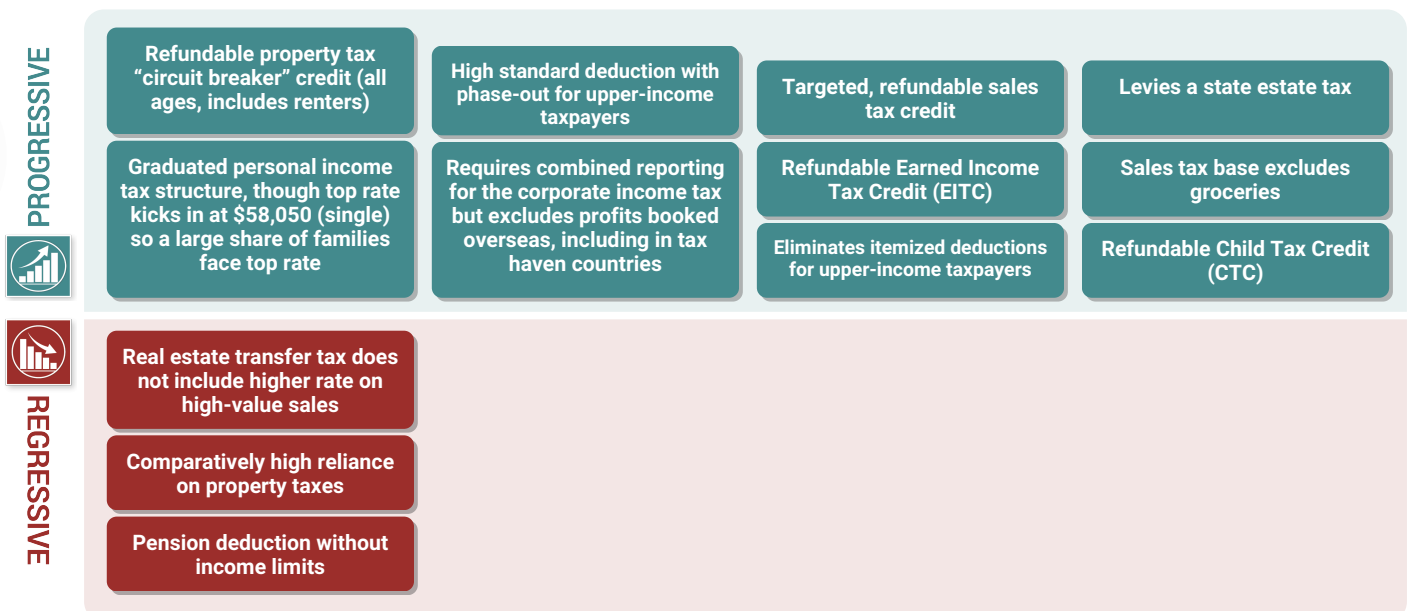 PROGRESSIVE
Refundable property tax
“circuit breaker” credit (all
ages, includes renters)
Graduated personal income
tax structure, though top rate
kicks in at $58,050 (single)
so a large share of families
face top rate
High standard deduction with
phase-out for upper-income
taxpayers
Requires combined reporting
for the corporate income tax
but excludes profits booked
overseas, including in tax
haven countries
Targeted, refundable sales
tax credit
Refundable Earned Income
Tax Credit (EITC)
Eliminates itemized deductions
for upper-income taxpayers
Levies a state estate tax
Sales tax base excludes
groceries
Refundable Child Tax Credit
(CTC)
REGRESSIVE
Real estate transfer tax does
not include higher rate on
high-value sales
Comparatively high reliance
on property taxes
Pension deduction without
income limits